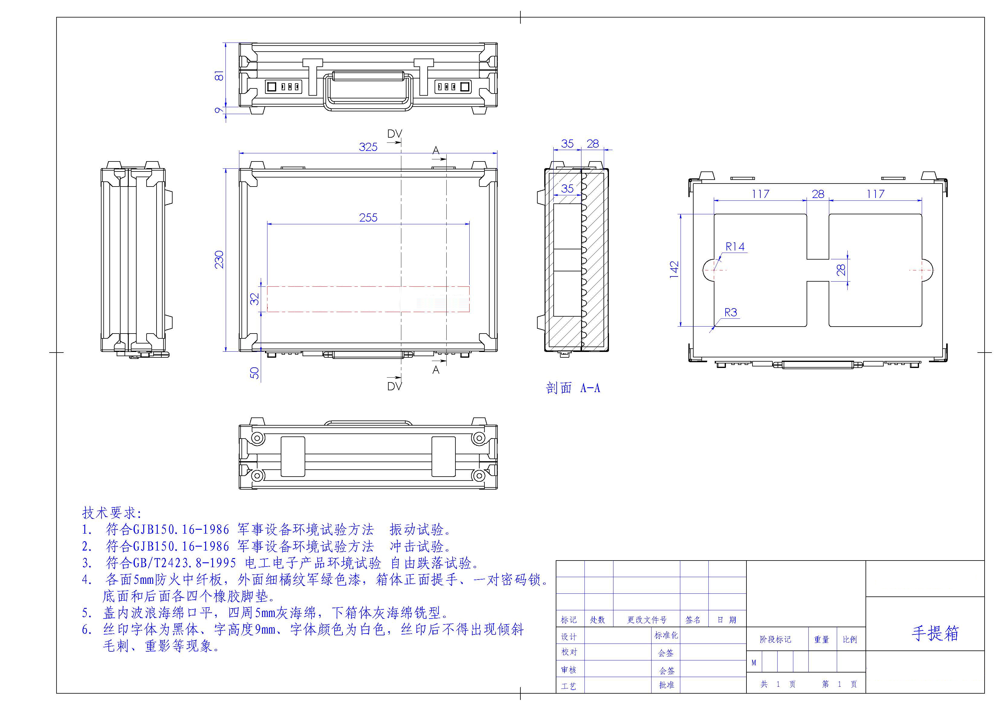 81
9
DV
325
A
35
28
35
117
28
117
255
R14
230
142
28
32
R3
50
A
DV
剖面 A-A
技术要求:
1. 符合GJB150.16-1986 军事设备环境试验方法 振动试验。
2. 符合GJB150.16-1986 军事设备环境试验方法 冲击试验。
3. 符合GB/T2423.8-1995 电工电子产品环境试验 自由跌落试验。
4. 各面5mm防火中纤板，外面细橘纹军绿色漆，箱体正面提手、一对密码锁。
底面和后面各四个橡胶脚垫。
5. 盖内波浪海绵口平，四周5mm灰海绵，下箱体灰海绵铣型。
6. 丝印字体为黑体、字高度9mm、字体颜色为白色，丝印后不得出现倾斜
毛刺、重影等现象。
标记 处数 更改文件号 签名 日 期
设计 标准化
阶段标记 重量 比例
手提箱
校对 会签
M
审核 会签
工艺 批准
共 1 页 第 1 页